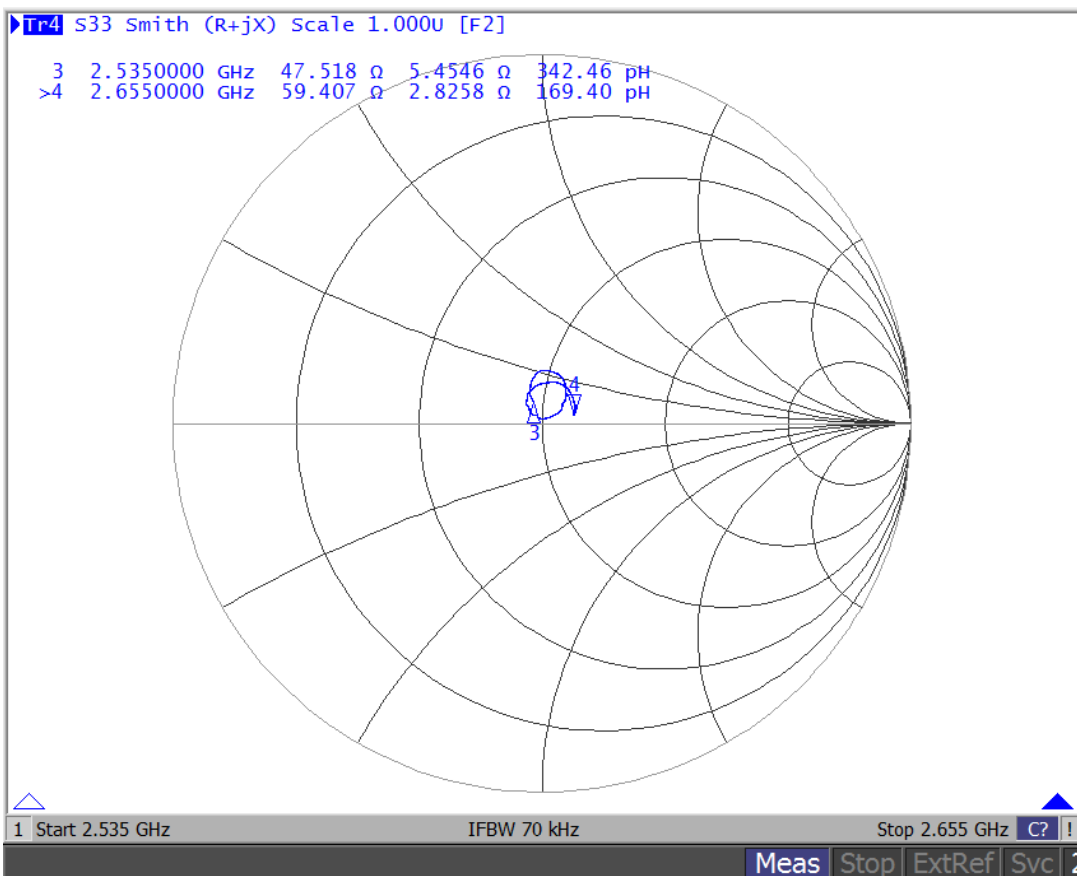 Tr4 S33 Smith (R+jX) Scale 1.000U [F2]
3 2.5350000 GHz 47.518 Ω 5.4546 Ω 342.46 pH
>4 2.6550000 GHz 59.407 Ω 2.8258 Ω 169.40 pH
4
3
1 Start 2.535 GHz IFBW 70 kHz Stop 2.655 GHz C? !
Meas Stop ExtRef Svc